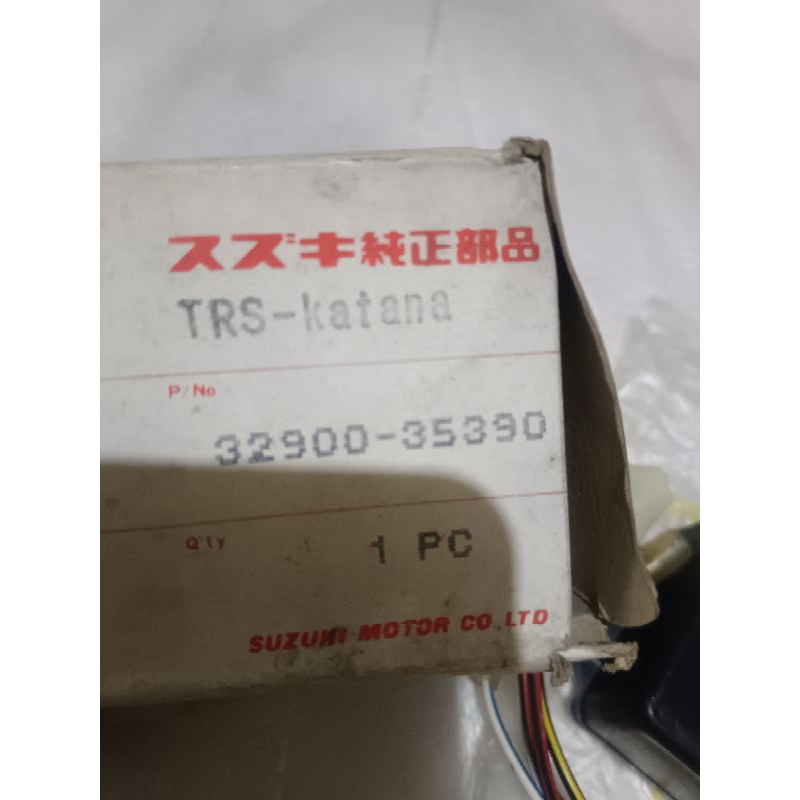 スズキ純正部品
TRS-katana
P/No
32900-35390
Q'ty
1 PC
SUZUKI MOTOR CO.LTD